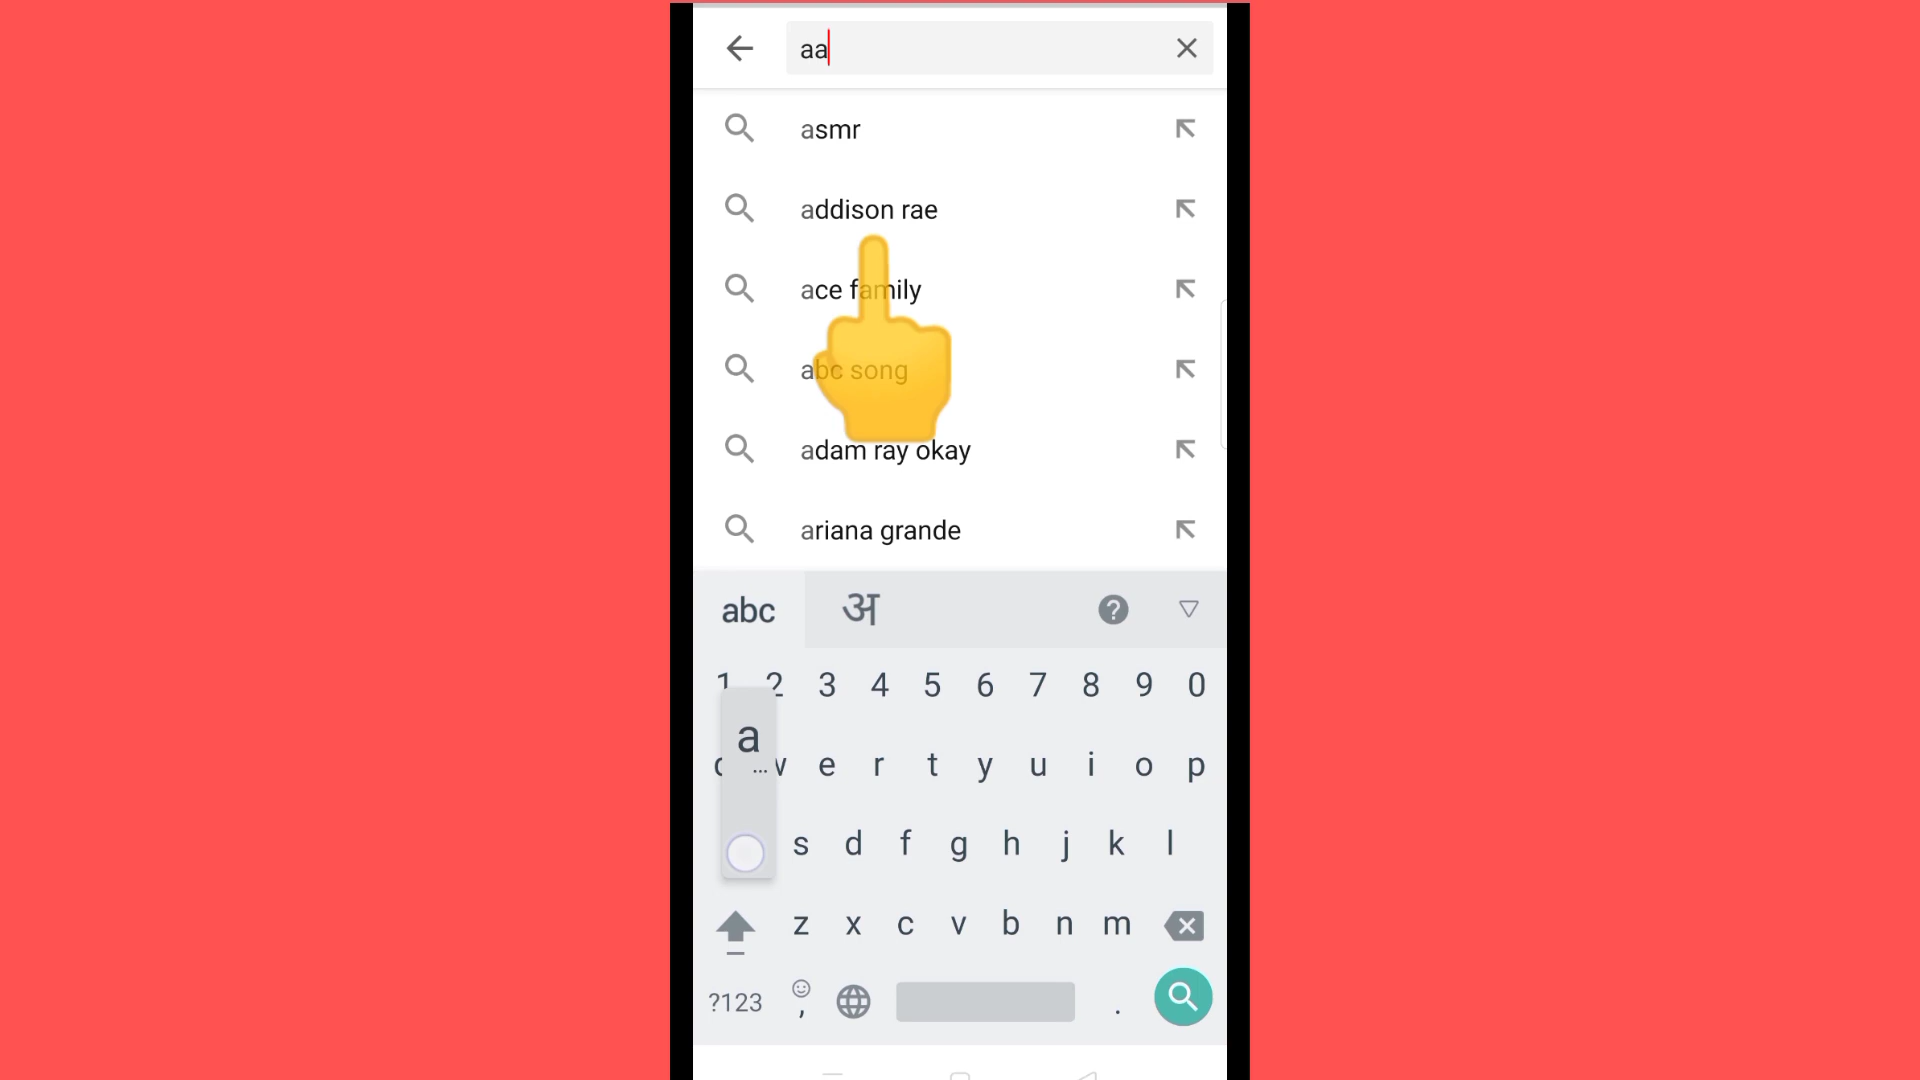 aa
asmr
addison rae
ace family
abc song
adam ray okay
ariana grande
abc अ ?
1 2 3 4 5 6 7 8 9 0
a
e r t y u i o p
s d f g h j k l
z x c v b n m
?123 , .